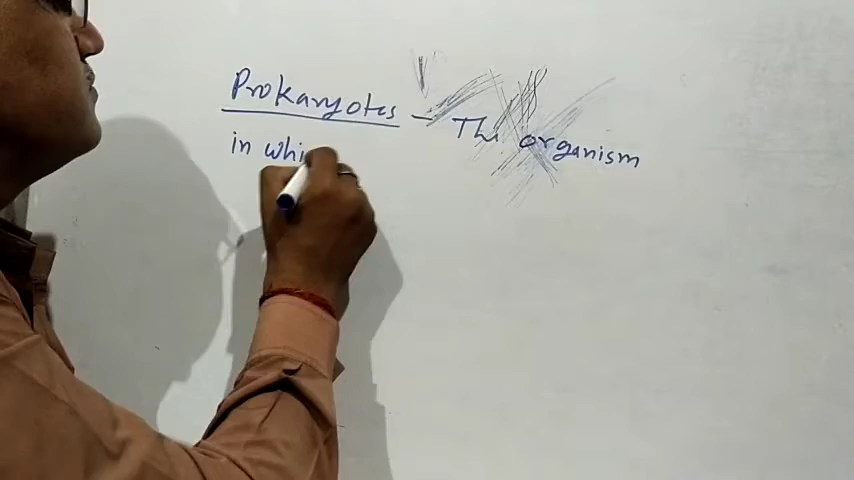 Prokaryotes - The organism
in whi